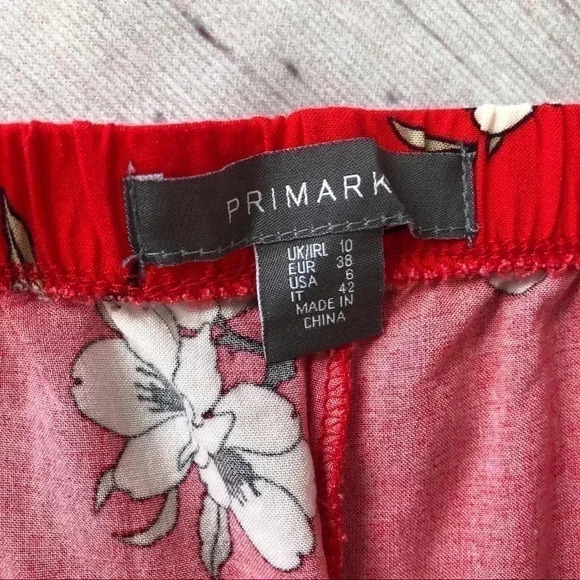 PRIMARK
UK/IRL 10
EUR 38
USA 6
IT 42
MADE IN
CHINA